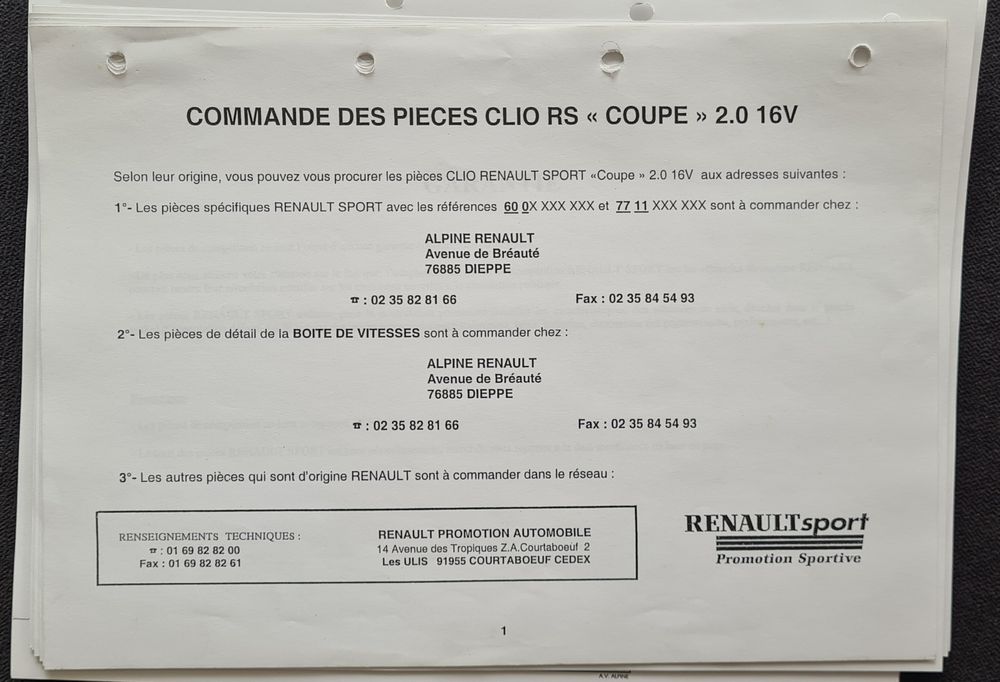 COMMANDE DES PIECES CLIO RS « COUPE » 2.0 16V
Selon leur origine, vous pouvez vous procurer les pièces CLIO RENAULT SPORT «Coupe » 2.0 16V aux adresses suivantes :
1°- Les pièces spécifiques RENAULT SPORT avec les références 60 0X XXX XXX et 77 11 XXX XXX sont à commander chez :
ALPINE RENAULT
Avenue de Bréauté
76885 DIEPPE
☎ : 02 35 82 81 66 Fax : 02 35 84 54 93
2°- Les pièces de détail de la BOITE DE VITESSES sont à commander chez :
ALPINE RENAULT
Avenue de Bréauté
76885 DIEPPE
☎ : 02 35 82 81 66 Fax : 02 35 84 54 93
3°- Les autres pièces qui sont d'origine RENAULT sont à commander dans le réseau :
RENSEIGNEMENTS TECHNIQUES :
☎ : 01 69 82 82 00
Fax : 01 69 82 82 61
RENAULT PROMOTION AUTOMOBILE
14 Avenue des Tropiques Z.A.Courtaboeuf 2
Les ULIS 91955 COURTABOEUF CEDEX
RENAULTsport
Promotion Sportive
1
A.V. ALPINE